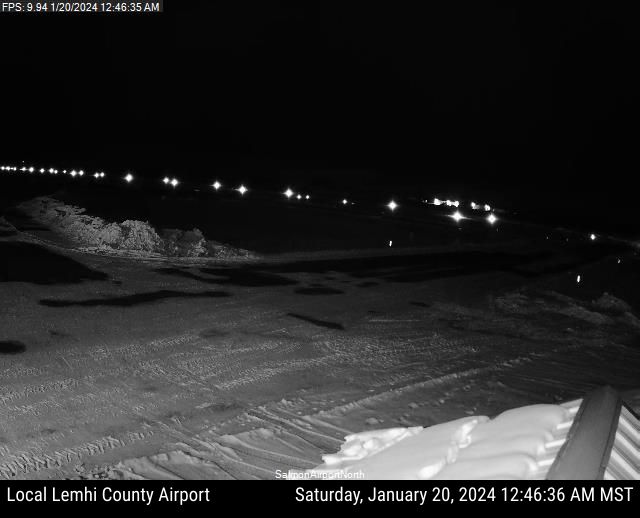 FPS: 9.94 1/20/2024 12:46:35 AM
SalmonAirportNorth
Local Lemhi County Airport Saturday, January 20, 2024 12:46:36 AM MST